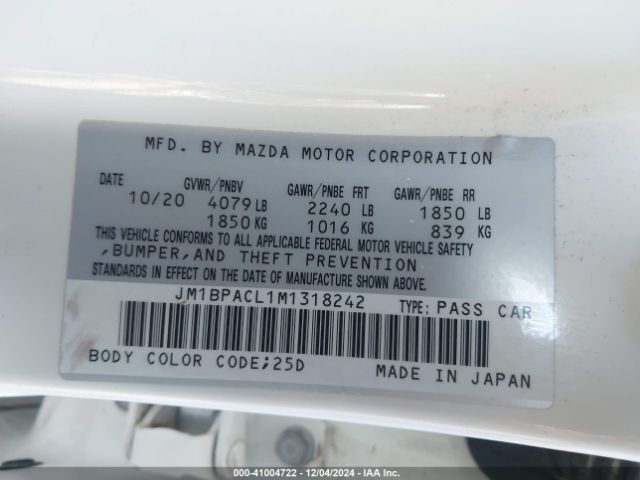 MFD. BY MAZDA MOTOR CORPORATION
DATE GVWR/PNBV GAWR/PNBE FRT GAWR/PNBE RR
10/20 4079 LB 2240 LB 1850 LB
1850 KG 1016 KG 839 KG
THIS VEHICLE CONFORMS TO ALL APPLICABLE FEDERAL MOTOR VEHICLE SAFETY
,BUMPER,AND THEFT PREVENTION
STANDARDS IN EFFECT ON THE DATE OF MANUFACTURE SHOWN ABOVE.
JM1BPACL1M1318242 TYPE: PASS CAR
BODY COLOR CODE;25D MADE IN JAPAN
000-41004722 - 12/04/2024 - IAA Inc.